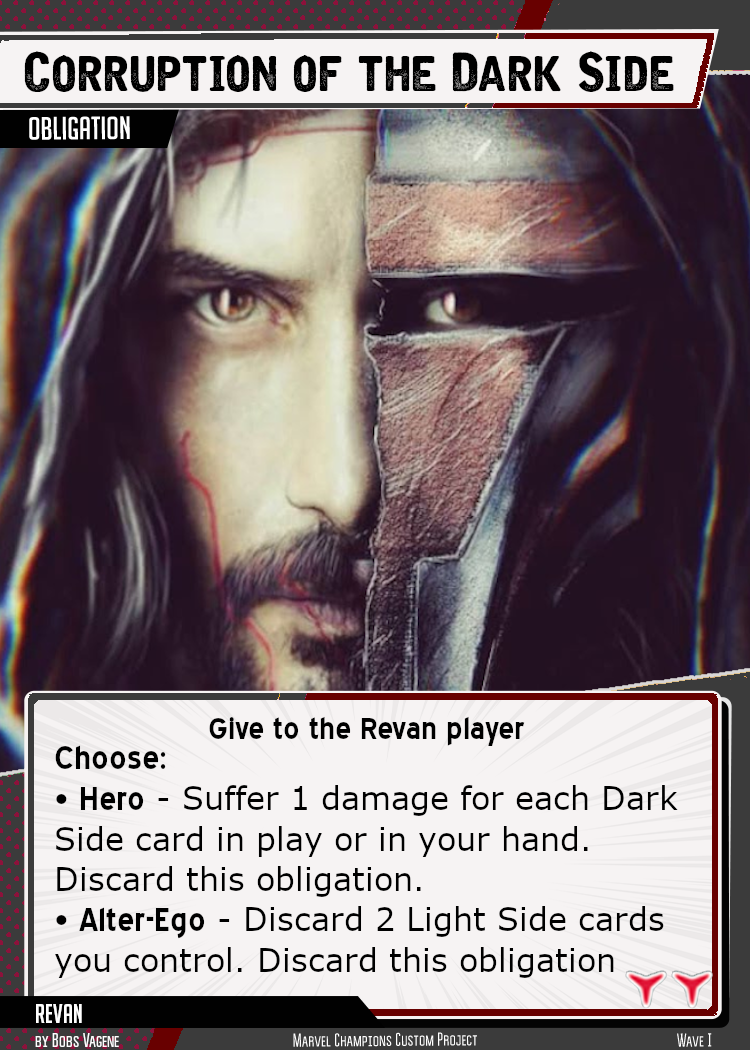 Corruption of the Dark Side
OBLIGATION
Give to the Revan player
Choose:
• Hero - Suffer 1 damage for each Dark
Side card in play or in your hand.
Discard this obligation.
• Alter-Ego - Discard 2 Light Side cards
you control. Discard this obligation
REVAN
by Bobs Vagene
Marvel Champions Custom Project
Wave I